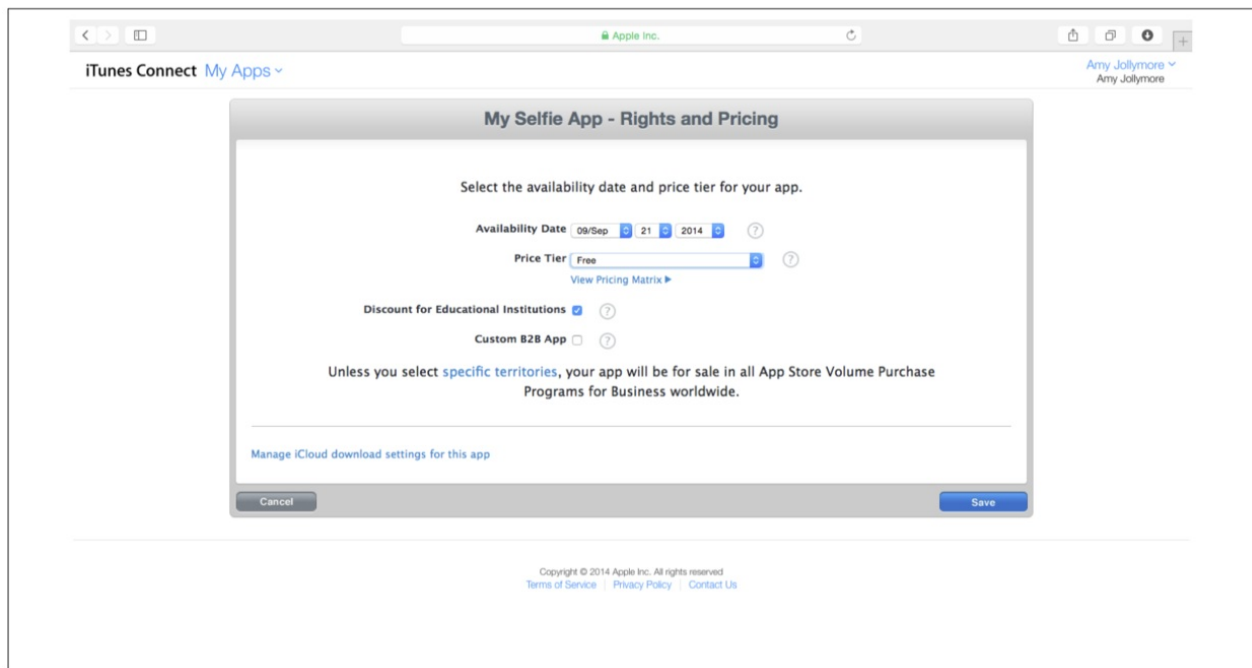 Apple Inc.
iTunes Connect My Apps
Amy Jollymore
Amy Jollymore
My Selfie App - Rights and Pricing
Select the availability date and price tier for your app.
Availability Date 09/Sep 21 2014 ?
Price Tier Free ?
View Pricing Matrix ▶
Discount for Educational Institutions ?
Custom B2B App ?
Unless you select specific territories, your app will be for sale in all App Store Volume Purchase
Programs for Business worldwide.
Manage iCloud download settings for this app
Cancel Save
Copyright © 2014 Apple Inc. All rights reserved
Terms of Service | Privacy Policy | Contact Us